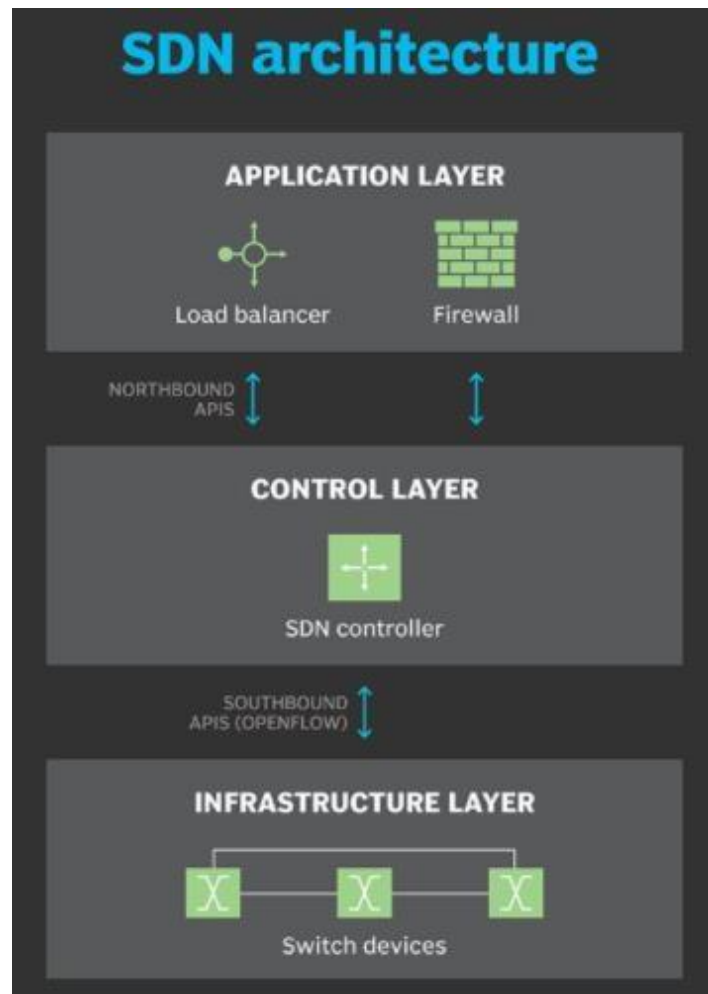 SDN architecture
APPLICATION LAYER
Load balancer
Firewall
NORTHBOUND
APIS
CONTROL LAYER
SDN controller
SOUTHBOUND
APIS (OPENFLOW)
INFRASTRUCTURE LAYER
Switch devices